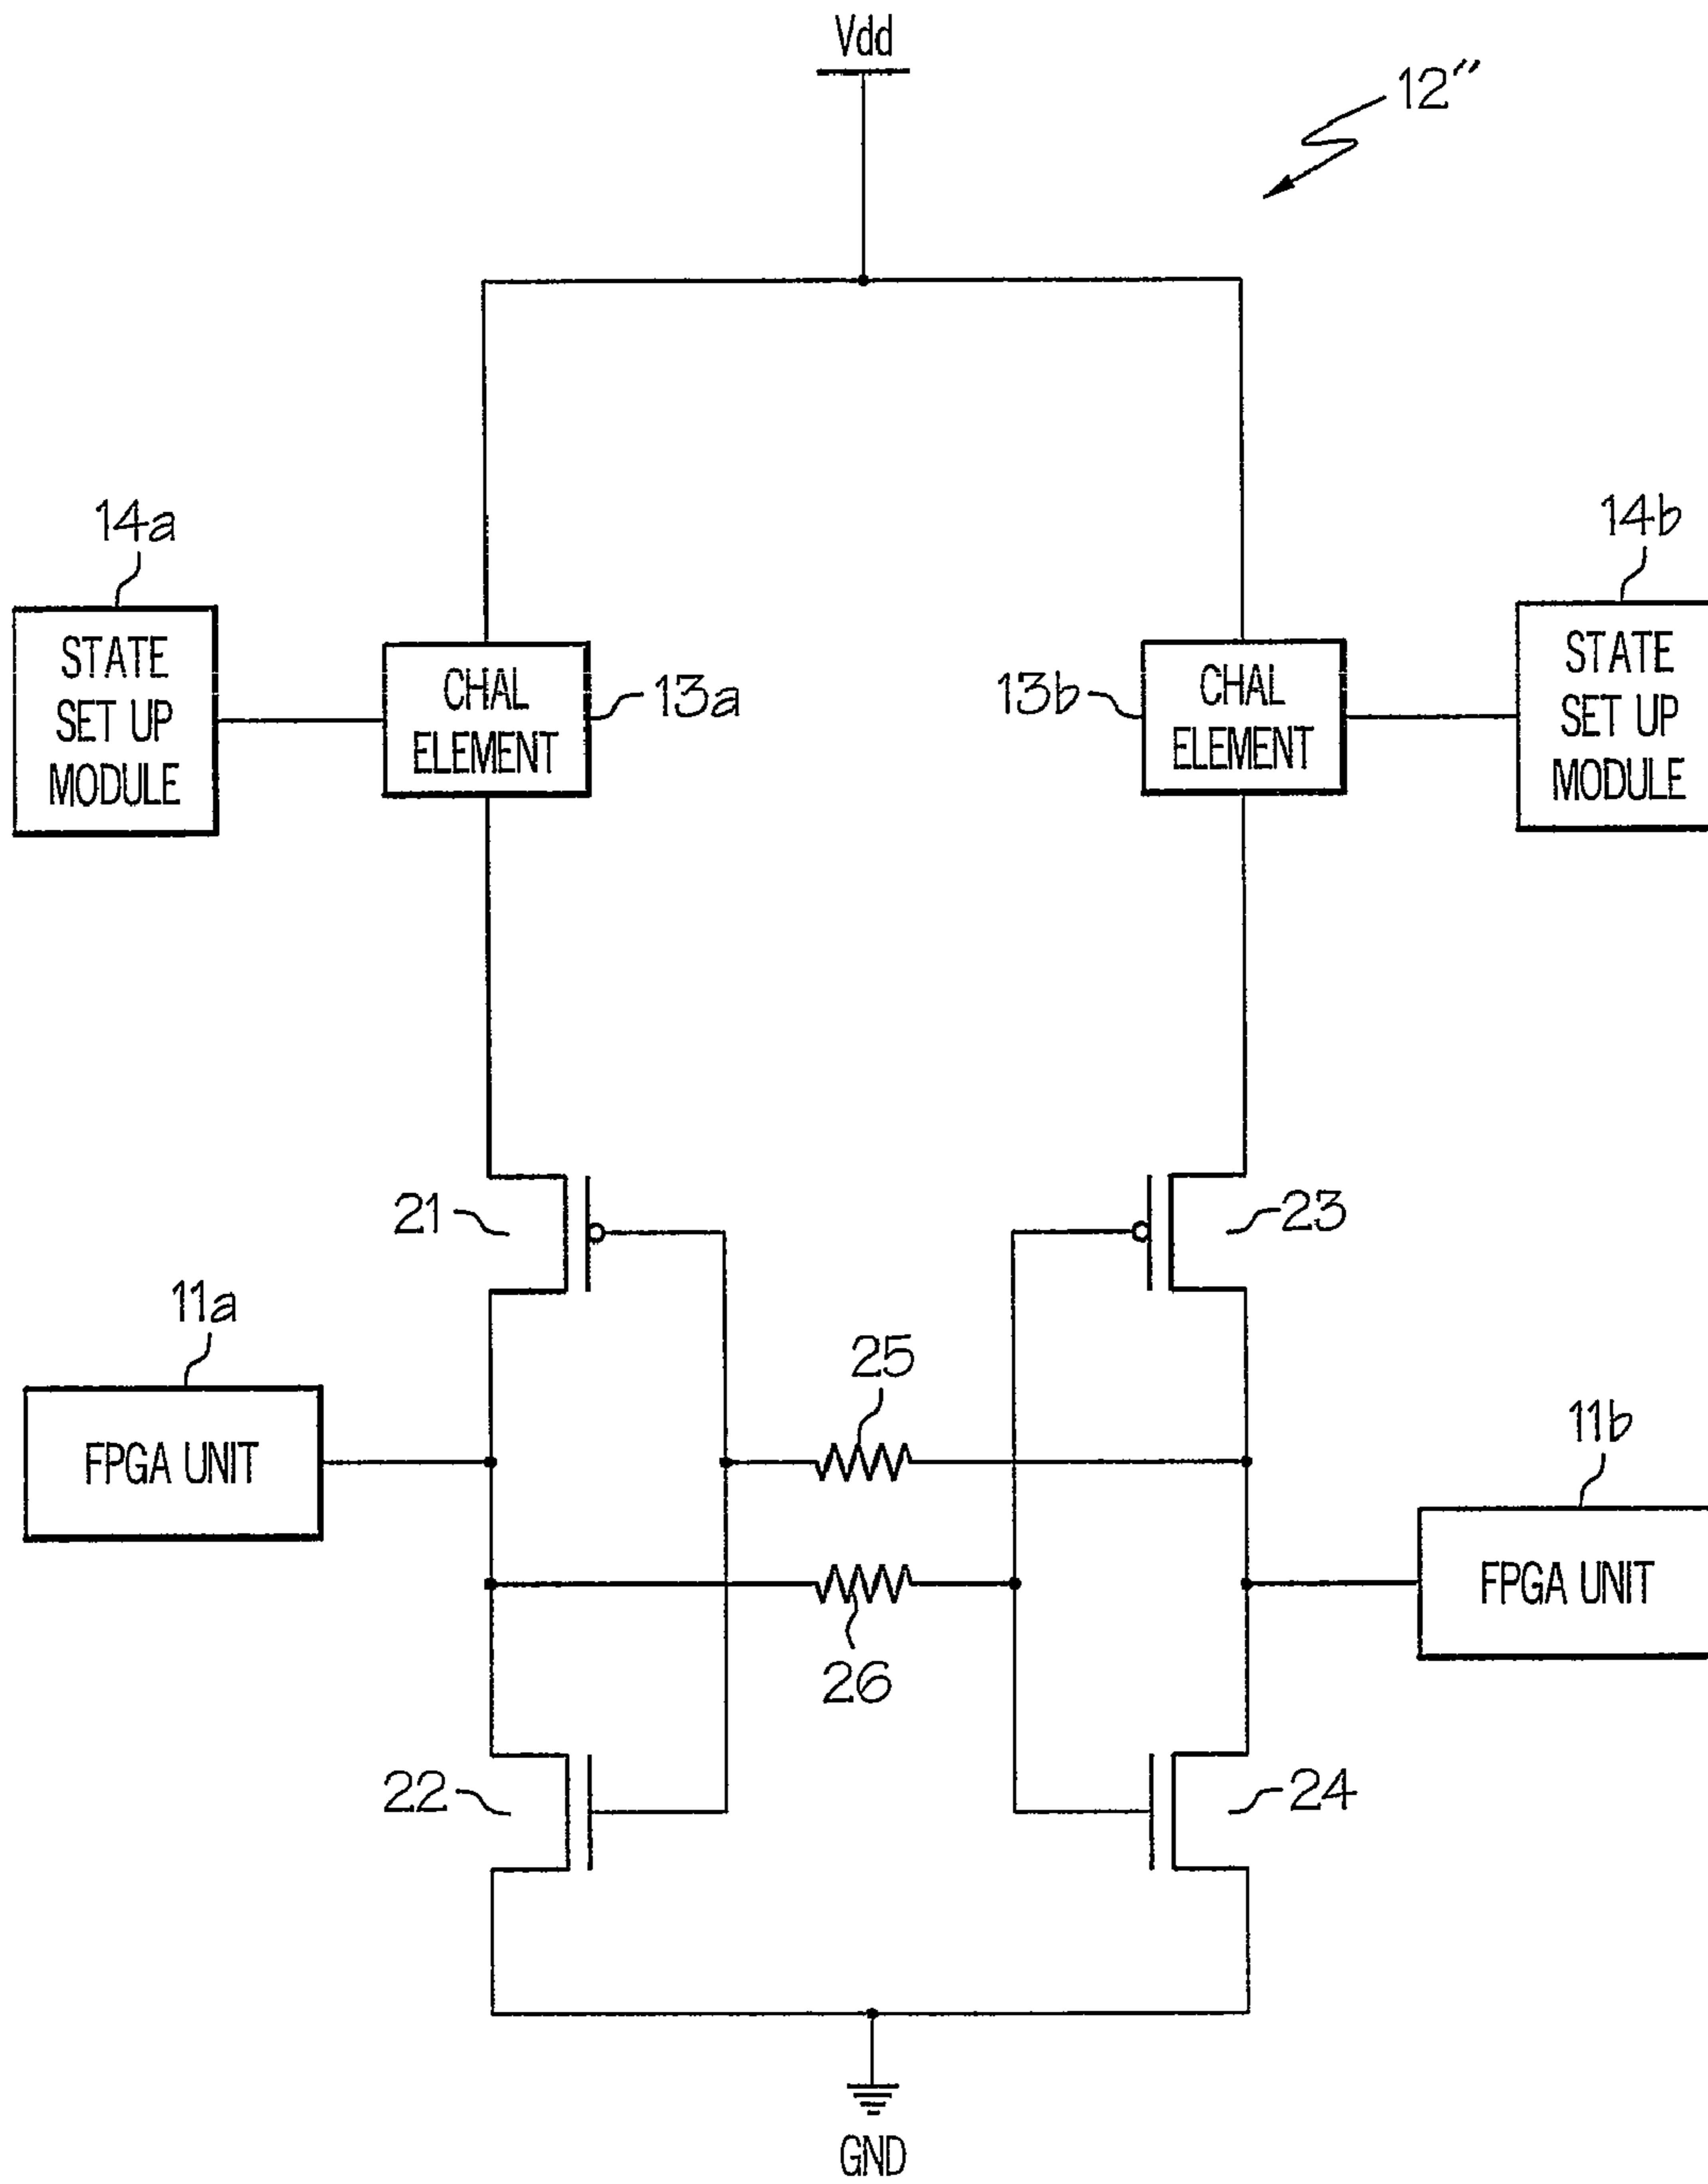 Vdd
12"
14a
14b
STATE
SET UP
MODULE
CHAL
ELEMENT
13a
13b
CHAL
ELEMENT
STATE
SET UP
MODULE
21
23
11a
FPGA UNIT
25
11b
FPGA UNIT
26
22
24
GND